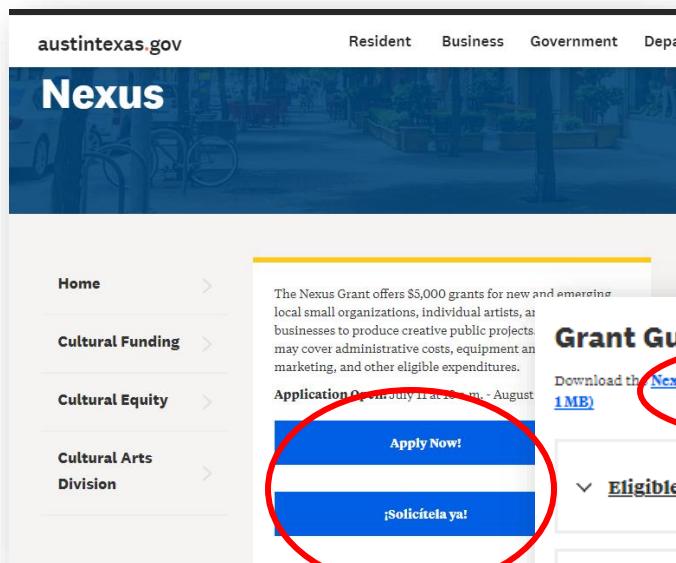 austintexas.gov
Resident Business Government
Nexus
Home
Cultural Funding
Cultural Equity
Cultural Arts
Division
The Nexus Grant offers $5,000 grants for new and emerging
local small organizations, individual artists,
businesses to produce creative public projects.
may cover administrative costs, equipment
marketing, and other eligible expenditures.
Application Open: July 11 at 10 a.m. - August
Apply Now!
¡Solicítela ya!
Grant
Download the
1 MB)
Eligible